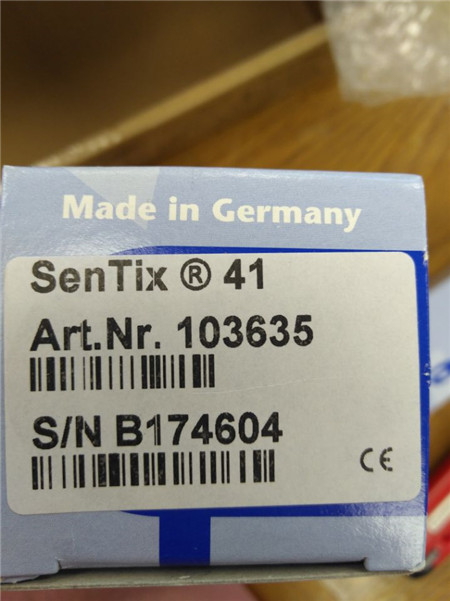 Made in Germany
SenTix ® 41
Art.Nr. 103635
S/N B174604
CE